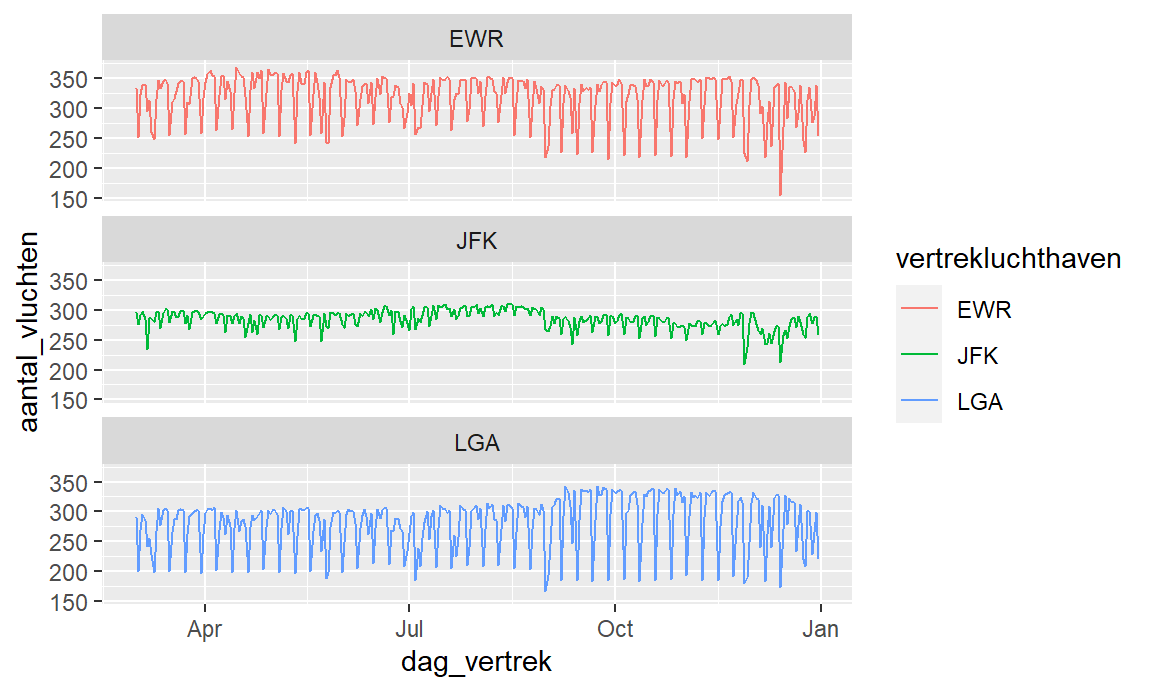 EWR
350
300
250
200
150
JFK
350
300
250
200
150
LGA
350
300
250
200
150
Apr
Jul
Oct
Jan
dag_vertrek
aantal_vluchten
vertrekluchthaven
EWR
JFK
LGA